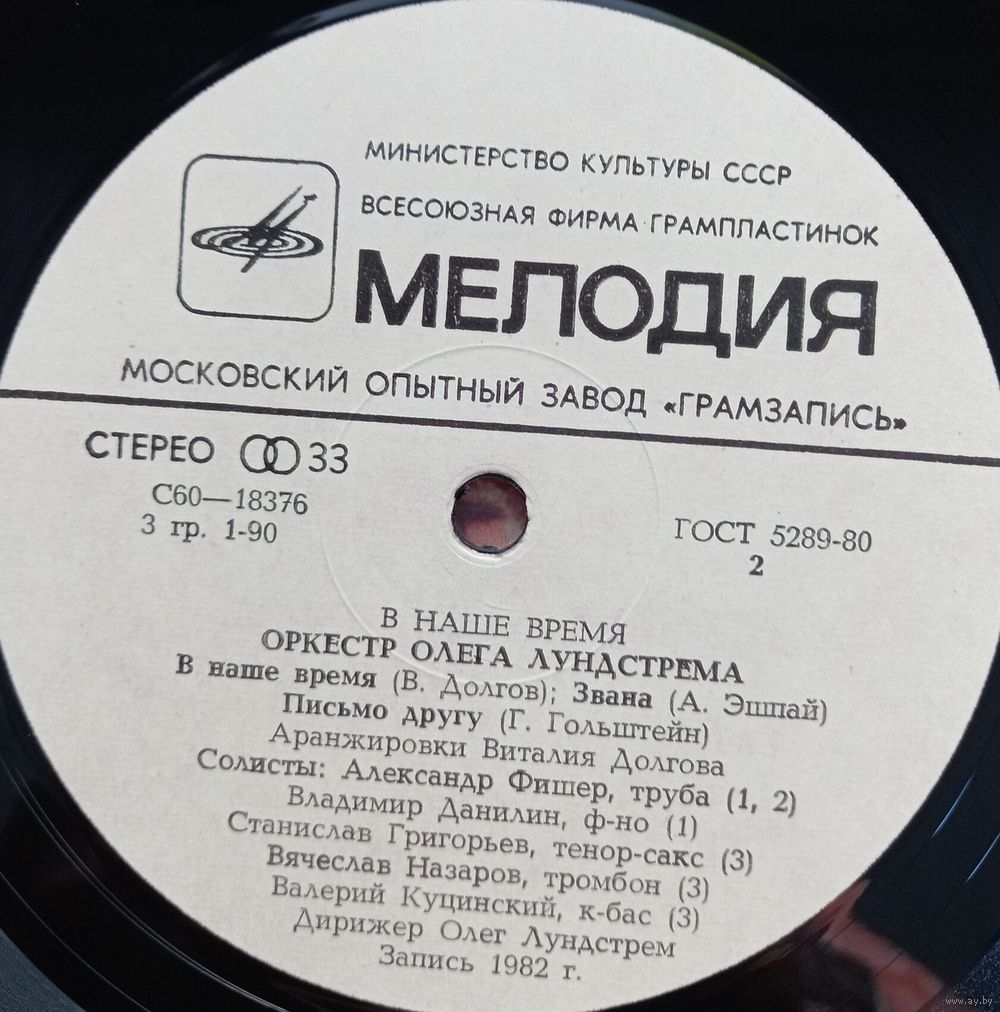 МИНИСТЕРСТВО КУЛЬТУРЫ СССР
ВСЕСОЮЗНАЯ ФИРМА ГРАМПЛАСТИНОК
МЕЛОДИЯ
МОСКОВСКИЙ ОПЫТНЫЙ ЗАВОД «ГРАМЗАПИСЬ»
СТЕРЕО 33
С60—18376
3 гр. 1-90
ГОСТ 5289-80
2
В НАШЕ ВРЕМЯ
ОРКЕСТР ОЛЕГА ЛУНДСТРЕМА
В наше время (В. Долгов); Звана (А. Эшпай)
Письмо другу (Г. Гольштейн)
Аранжировки Виталия Долгова
Солисты: Александр Фишер, труба (1, 2)
Владимир Данилин, ф-но (1)
Станислав Григорьев, тенор-сакс (3)
Вячеслав Назаров, тромбон (3)
Валерий Куцинский, к-бас (3)
Дирижер Олег Лундстрем
Запись 1982 г.
www.ay.by